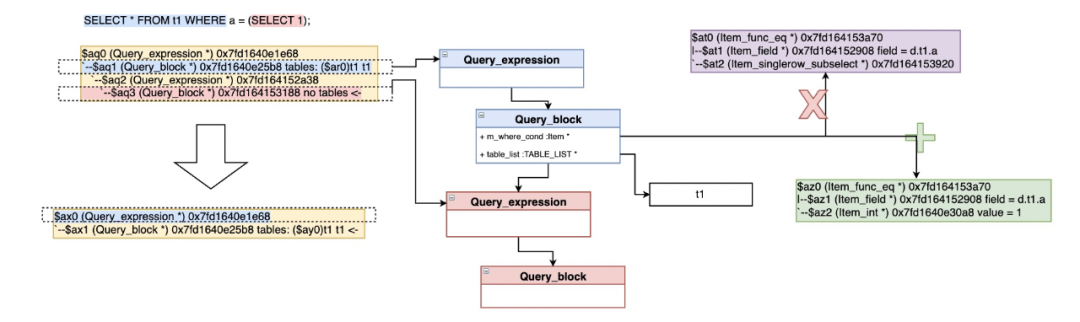 SELECT * FROM t1 WHERE a = (SELECT 1);
$aq0 (Query_expression *) 0x7fd1640e1e68
`--$aq1 (Query_block *) 0x7fd1640e25b8 tables: ($ar0)t1 t1
`--$aq2 (Query_expression *) 0x7fd164152a38
`--$aq3 (Query_block *) 0x7fd164153188 no tables <-
$ax0 (Query_expression *) 0x7fd1640e1e68
`--$ax1 (Query_block *) 0x7fd1640e25b8 tables: ($ay0)t1 t1 <-
Query_expression
Query_block
+ m_where_cond :Item *
+ table_list :TABLE_LIST *
Query_expression
Query_block
t1
$at0 (Item_func_eq *) 0x7fd164153a70
|--$at1 (Item_field *) 0x7fd164152908 field = d.t1.a
`--$at2 (Item_singlerow_subselect *) 0x7fd164153920
$az0 (Item_func_eq *) 0x7fd164153a70
|--$az1 (Item_field *) 0x7fd164152908 field = d.t1.a
`--$az2 (Item_int *) 0x7fd1640e30a8 value = 1